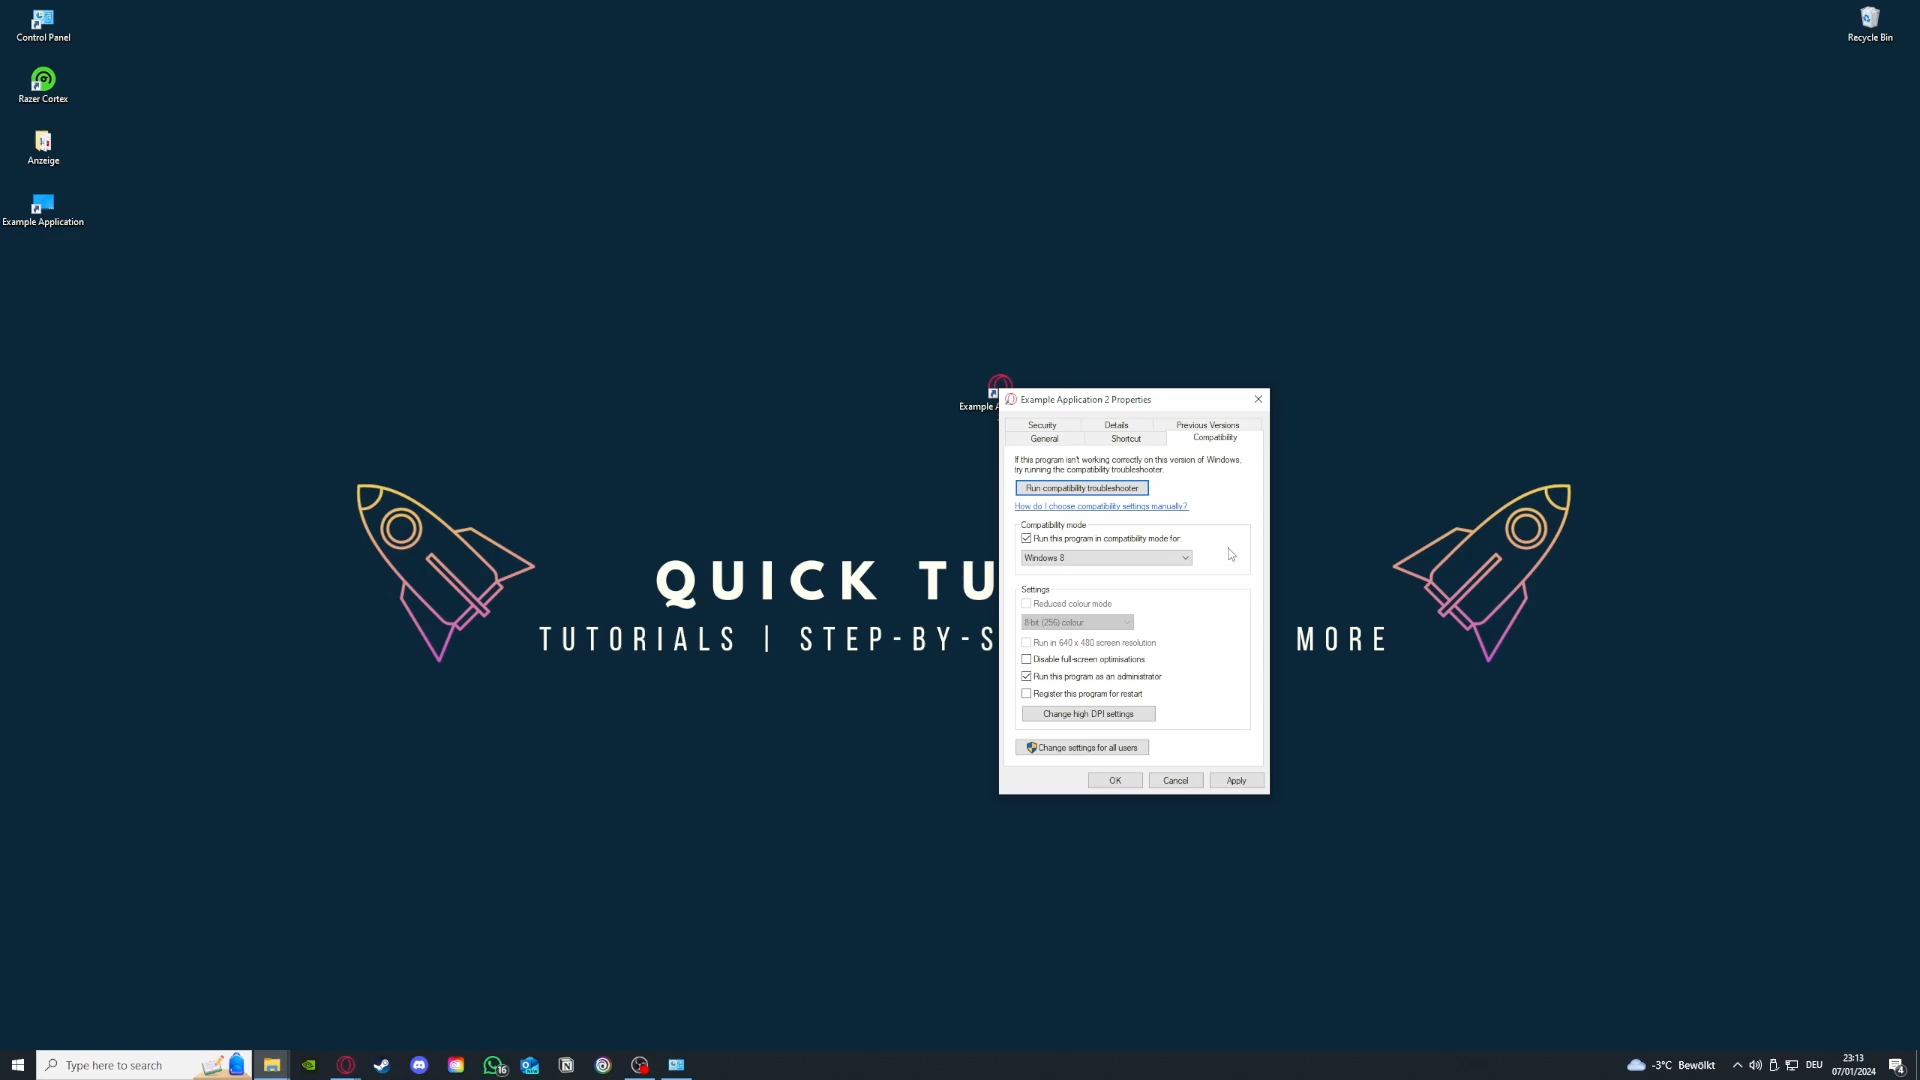 Control Panel
Razer Cortex
Anzeige
Example Application
Recycle Bin
Example A
Example Application 2 Properties
Security Details Previous Versions
General Shortcut Compatibility
If this program isn't working correctly on this version of Windows,
try running the compatibility troubleshooter.
Run compatibility troubleshooter
How do I choose compatibility settings manually?
Compatibility mode
Run this program in compatibility mode for:
Windows 8
Settings
Reduced colour mode
8-bit (256) colour
Run in 640 x 480 screen resolution
Disable full-screen optimisations
Run this program as an administrator
Register this program for restart
Change high DPI settings
Change settings for all users
OK Cancel Apply
QUICK TU
TUTORIALS | STEP-BY-S MORE
Type here to search
16
-3°C Bewölkt
DEU
23:13
07/01/2024
4